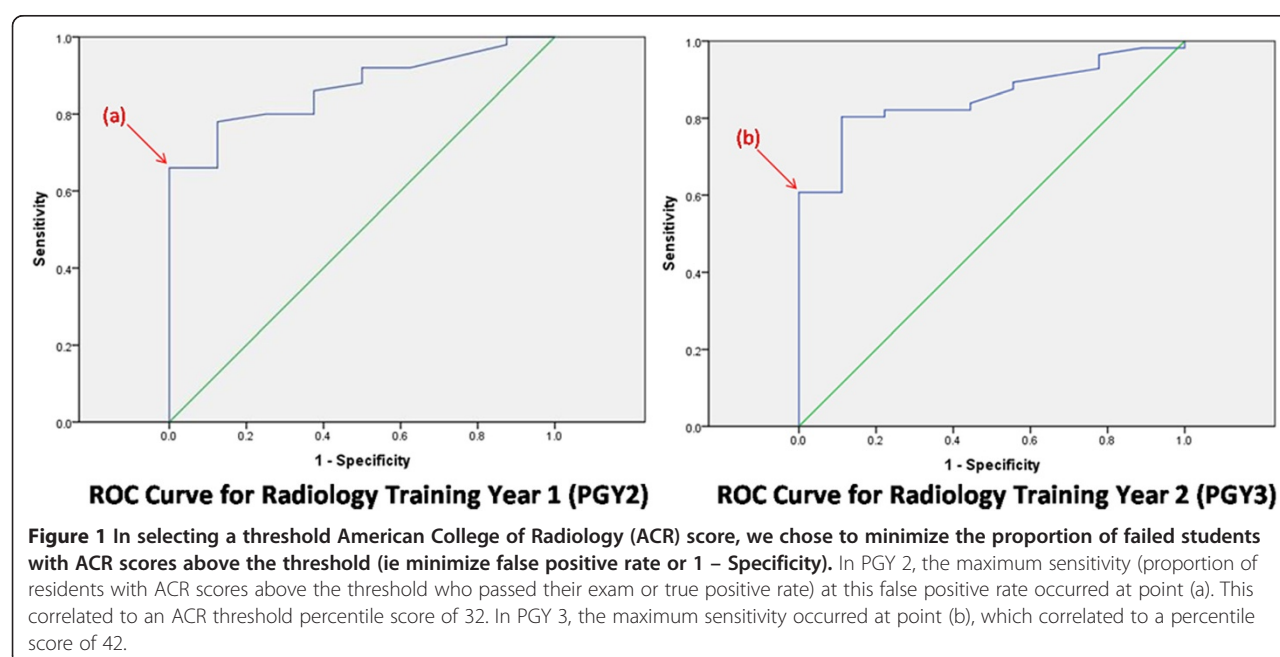 1.0
0.8
0.6
0.4
0.2
0.0
Sensitivity
(a)
0.0 0.2 0.4 0.6 0.8 1.0
1 - Specificity
ROC Curve for Radiology Training Year 1 (PGY2)
1.0
0.8
0.6
0.4
0.2
0.0
Sensitivity
(b)
0.0 0.2 0.4 0.6 0.8 1.0
1 - Specificity
ROC Curve for Radiology Training Year 2 (PGY3)
Figure 1 In selecting a threshold American College of Radiology (ACR) score, we chose to minimize the proportion of failed students
with ACR scores above the threshold (ie minimize false positive rate or 1 – Specificity). In PGY 2, the maximum sensitivity (proportion of
residents with ACR scores above the threshold who passed their exam or true positive rate) at this false positive rate occurred at point (a). This
correlated to an ACR threshold percentile score of 32. In PGY 3, the maximum sensitivity occurred at point (b), which correlated to a percentile
score of 42.